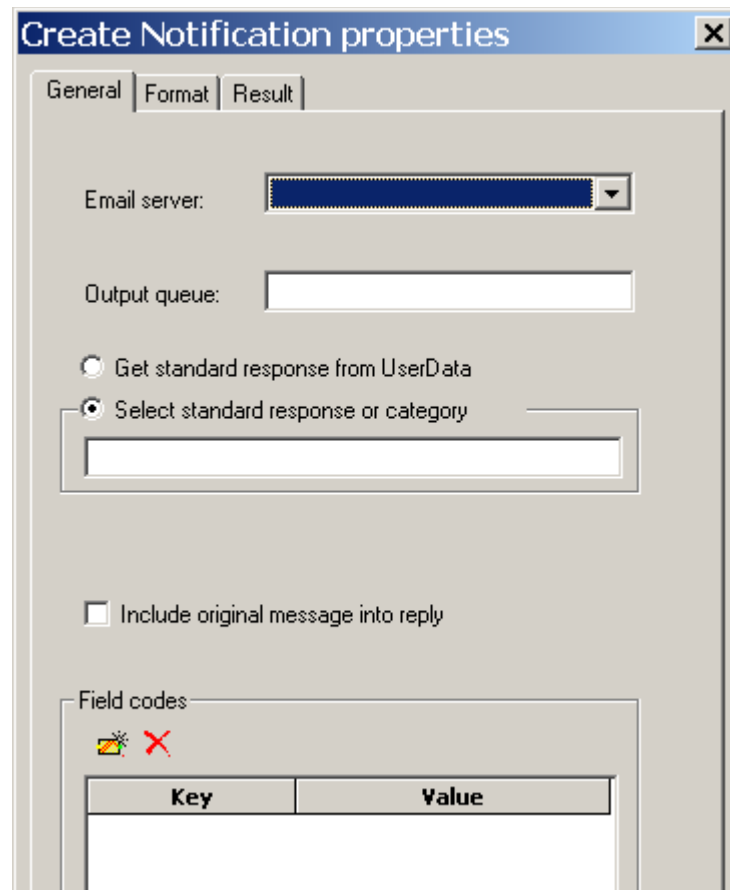 Create Notification properties
General Format Result
Email server:
Output queue:
Get standard response from UserData
Select standard response or category
Include original message into reply
Field codes
Key Value